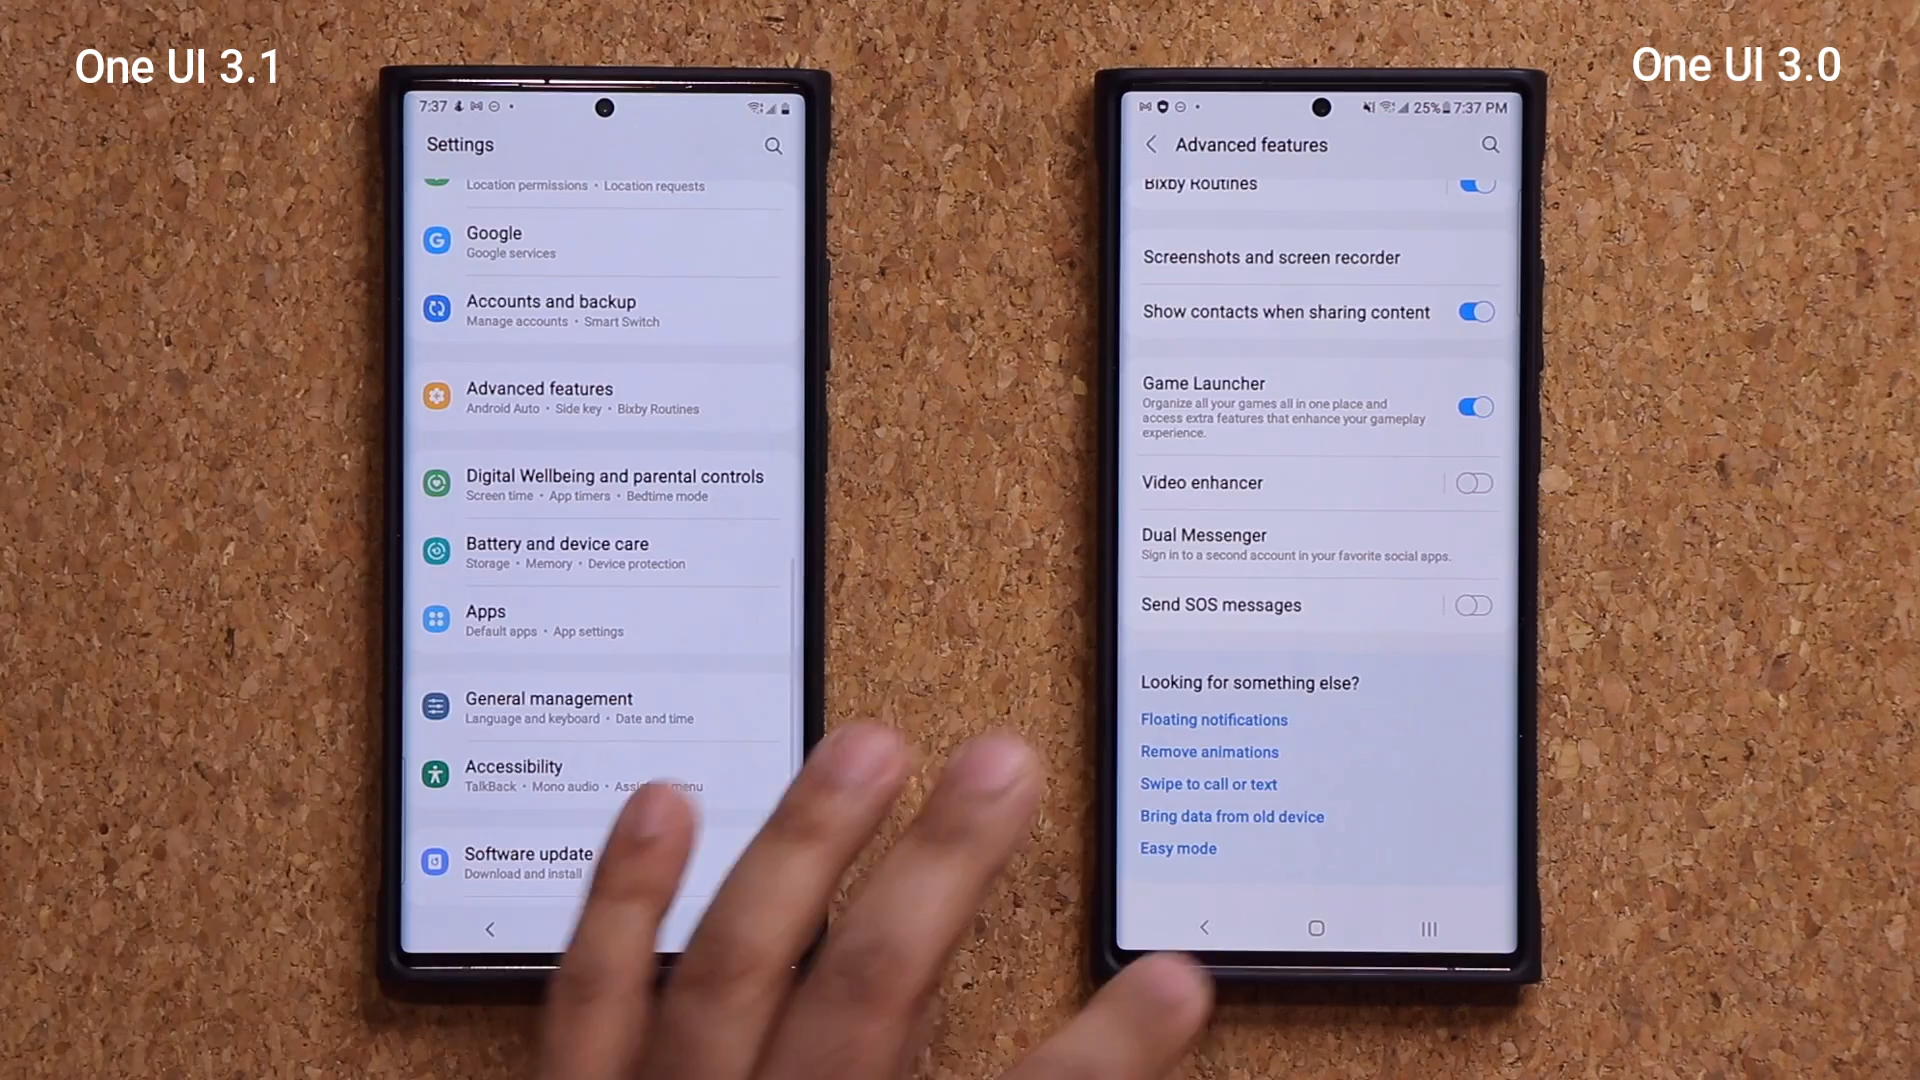 One UI 3.1
7:37
Settings
Location permissions • Location requests
Google
Google services
Accounts and backup
Manage accounts • Smart Switch
Advanced features
Android Auto • Side key • Bixby Routines
Digital Wellbeing and parental controls
Screen time • App timers • Bedtime mode
Battery and device care
Storage • Memory • Device protection
Apps
Default apps • App settings
General management
Language and keyboard • Date and time
Accessibility
TalkBack • Mono audio • menu
Software update
Download and install
One UI 3.0
25% 7:37 PM
Advanced features
Bixby Routines
Screenshots and screen recorder
Show contacts when sharing content
Game Launcher
Organize all your games all in one place and
access extra features that enhance your gameplay
experience.
Video enhancer
Dual Messenger
Sign in to a second account in your favorite social apps.
Send SOS messages
Looking for something else?
Floating notifications
Remove animations
Swipe to call or text
Bring data from old device
Easy mode